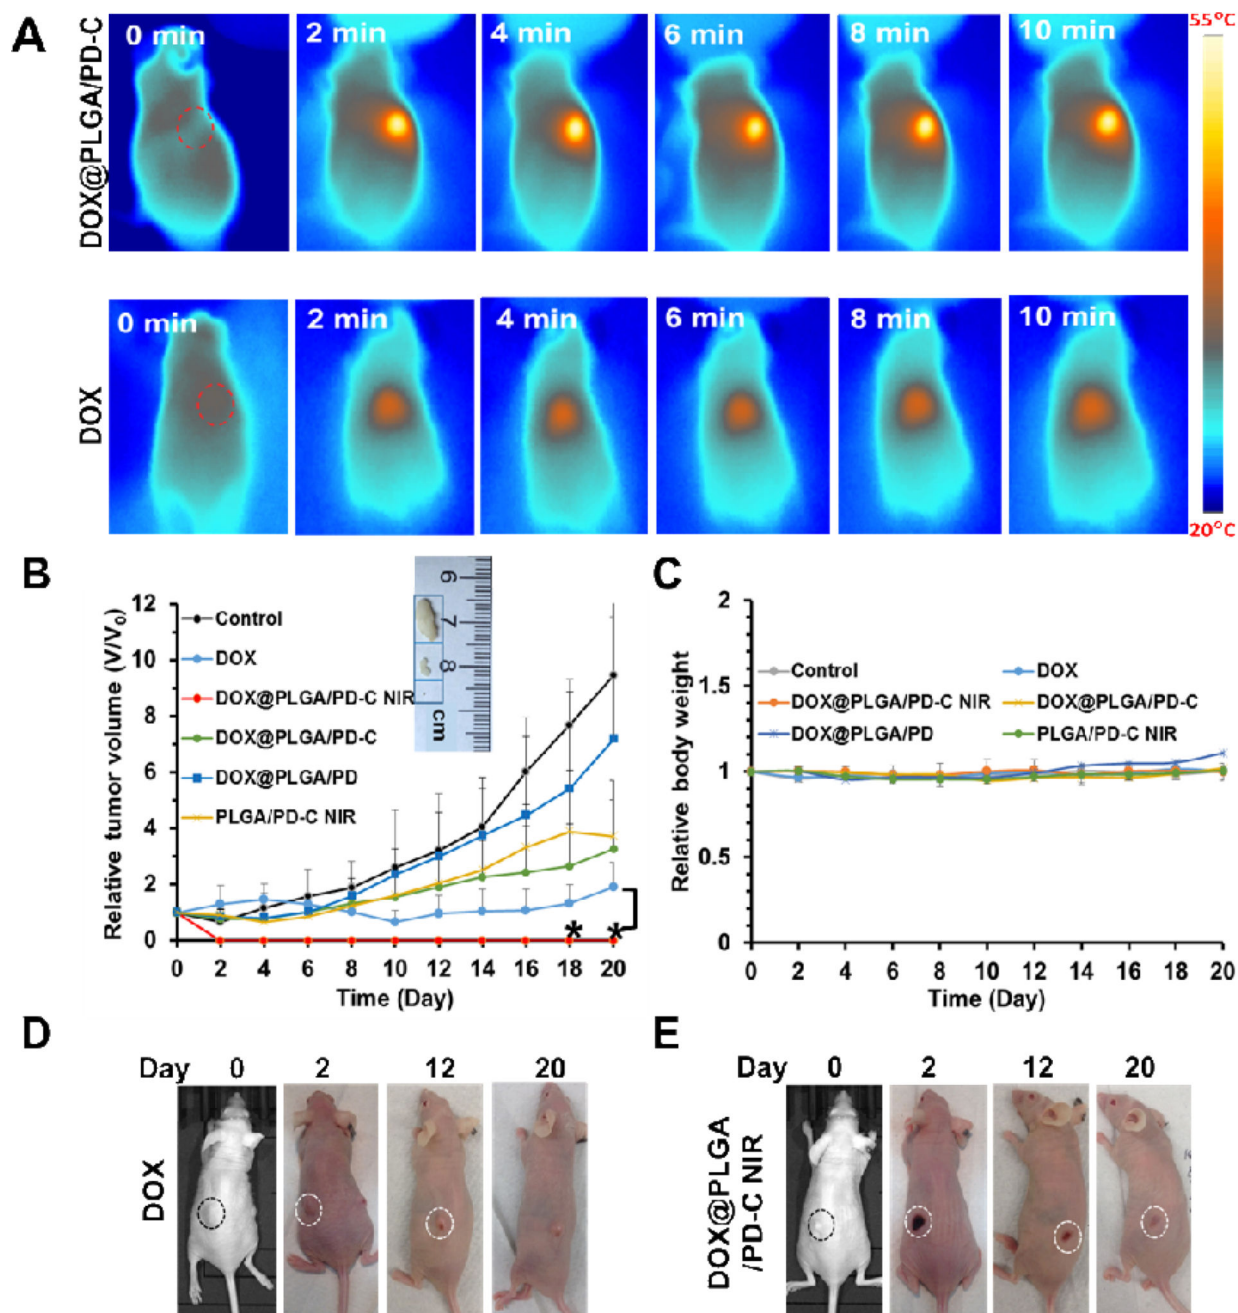 A
DOX@PLGA/PD-C
0 min
2 min
4 min
6 min
8 min
10 min
55°C
DOX
0 min
2 min
4 min
6 min
8 min
10 min
20°C
B
Relative tumor volume (V/V0)
12
10
8
6
4
2
0
Control
DOX
DOX@PLGA/PD-C NIR
DOX@PLGA/PD-C
DOX@PLGA/PD
PLGA/PD-C NIR
6
7
8
cm
*
*
0 2 4 6 8 10 12 14 16 18 20
Time (Day)
C
Relative body weight
2
1.5
1
0.5
0
Control
DOX
DOX@PLGA/PD-C NIR
DOX@PLGA/PD-C
DOX@PLGA/PD
PLGA/PD-C NIR
0 2 4 6 8 10 12 14 16 18 20
Time (Day)
D
Day 0 2 12 20
DOX
E
Day 0 2 12 20
DOX@PLGA
/PD-C NIR